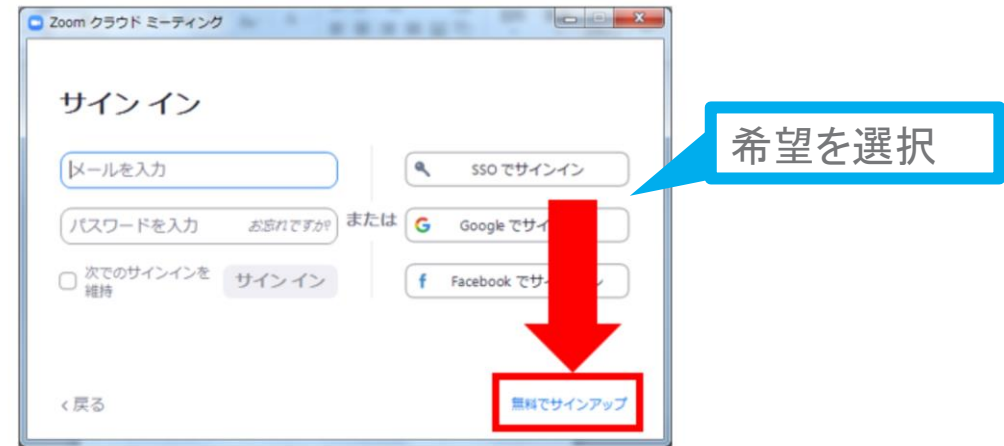 Zoom クラウド ミーティング
サイン イン
メールを入力
パスワードを入力 お忘れですか?
次でのサインインを
維持
サイン イン
または
SSO でサインイン
Google でサイ
Facebook でサ
希望を選択
< 戻る
無料でサインアップ